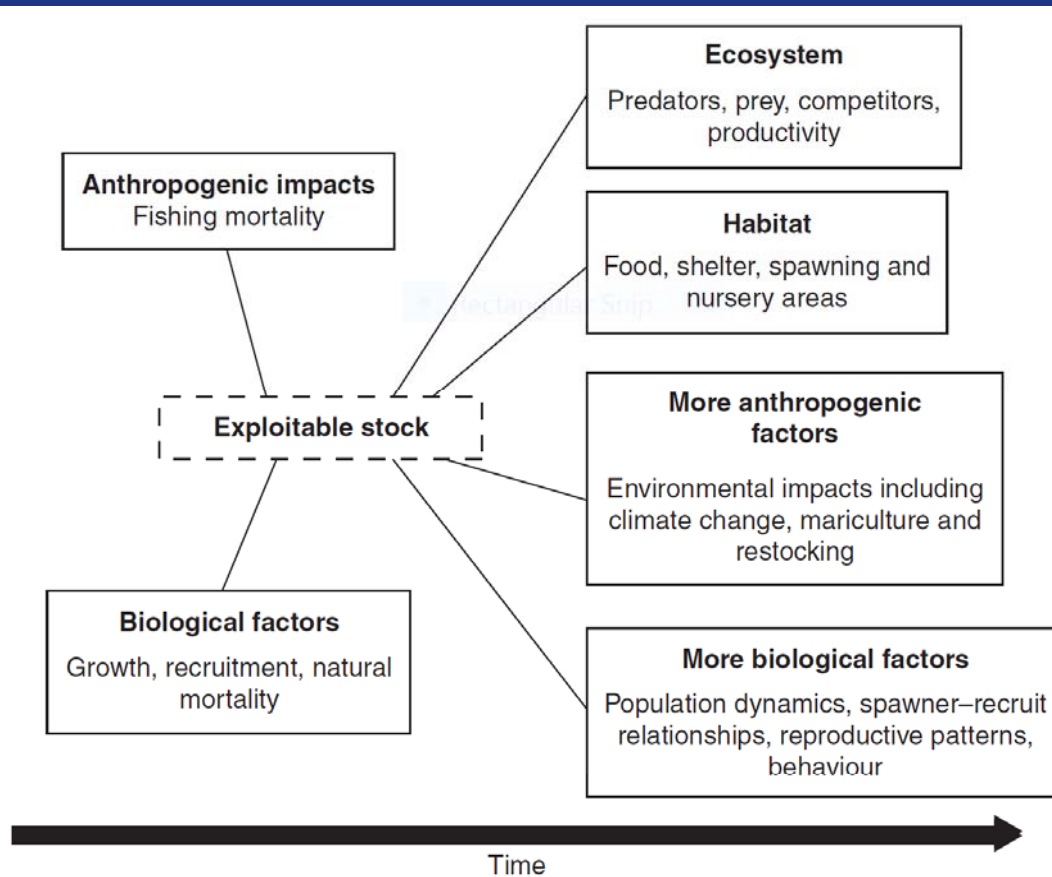 Ecosystem
Predators, prey, competitors,
productivity
Anthropogenic impacts
Fishing mortality
Habitat
Food, shelter, spawning and
nursery areas
Rectangular Snip
More anthropogenic
factors
Exploitable stock
Environmental impacts including
climate change, mariculture and
restocking
Biological factors
Growth, recruitment, natural
mortality
More biological factors
Population dynamics, spawner–recruit
relationships, reproductive patterns,
behaviour
Time